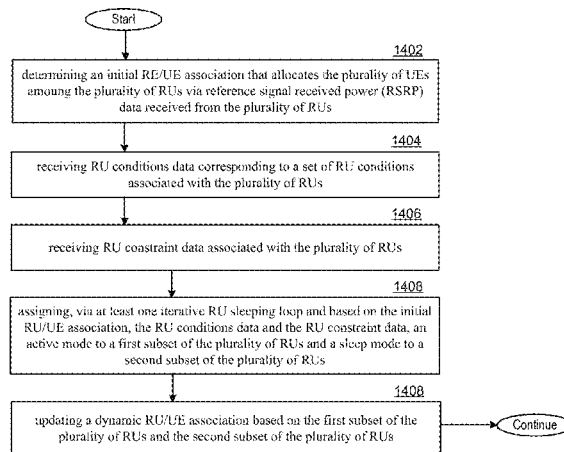 Start
1402
determining an initial RE/UE association that allocates the plurality of UEs
amoung the plurality of RUs via reference signal received power (RSRP)
data received from the plurality of RUs
1404
receiving RU conditions data corresponding to a set of RU conditions
associated with the plurality of RUs
1406
receiving RU constraint data associated with the plurality of RUs
1408
assigning, via at least one iterative RU sleeping loop and based on the initial
RU/UE association, the RU conditions data and the RU constraint data, an
active mode to a first subset of the plurality of RUs and a sleep mode to a
second subset of the plurality of RUs
1408
updating a dynamic RU/UE association based on the first subset of the
plurality of RUs and the second subset of the plurality of RUs
Continue